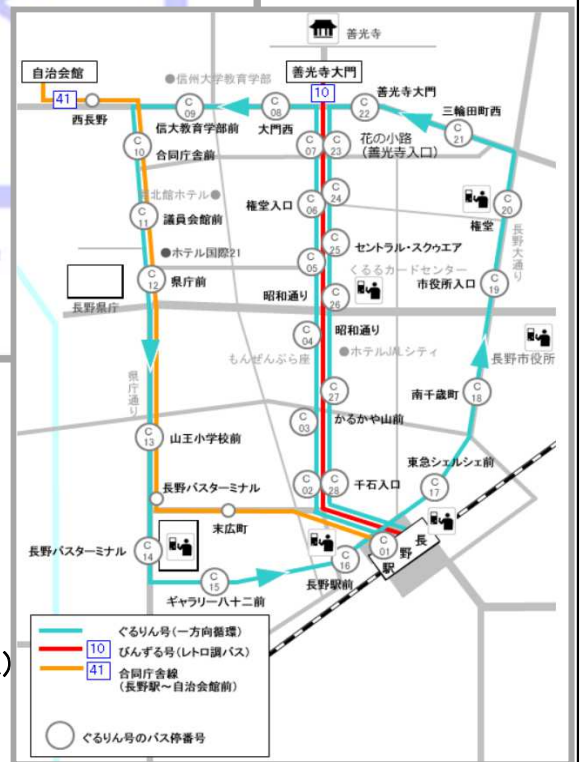 善光寺
自治会館
41
西長野
●信州大学教育学部
善光寺大門
10
C
09
信大教育学部前
C
08
大門西
C
22
善光寺大門
三輪田町西
C
21
C
10
合同庁舎前
C
07
C
23
花の小路
(善光寺入口)
北館ホテル●
C
11
議員会館前
権堂入口
C
06
C
24
C
20
権堂
●ホテル国際21
C
25
セントラル・スクゥエア
長野大通り
C
12
県庁前
長野県庁
C
05
昭和通り
くるるカードセンター
市役所入口
C
19
C
26
昭和通り
C
04
もんぜんぷら座
●ホテルJALシティ
長野市役所
県庁通り
C
27
南千歳町
C
18
C
13
山王小学校前
C
03
かるかや山前
東急シェルシェ前
C
17
長野バスターミナル
C
02
C
28
千石入口
末広町
長野バスターミナル
C
14
C
01
長野駅
C
16
長野駅前
C
15
ギャラリー八十二前
ぐるりん号(一方向循環)
10
びんずる号(レトロ調バス)
41
合同庁舎線
(長野駅～自治会館前)
ぐるりん号のバス停番号
)